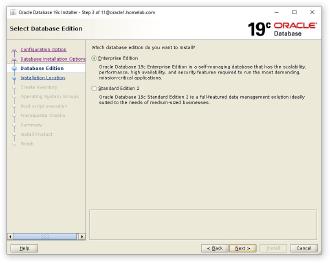 Oracle Database 19c Installer - Step 3 of 11@oracle1.homelab.com
Select Database Edition
19c ORACLE
Database
Configuration Option
Database Installation Options
Database Edition
Installation Location
Create Inventory
Operating System Groups
Root script execution
Prerequisite Checks
Summary
Install Product
Finish
Which database edition do you want to install?
Enterprise Edition
Oracle Database 19c Enterprise Edition is a self-managing database that has the scalability,
performance, high availability, and security features required to run the most demanding,
mission-critical applications.
Standard Edition 2
Oracle Database 19c Standard Edition 2 is a full-featured data management solution ideally
suited to the needs of medium-sized businesses.
Help
< Back
Next >
Install
Cancel